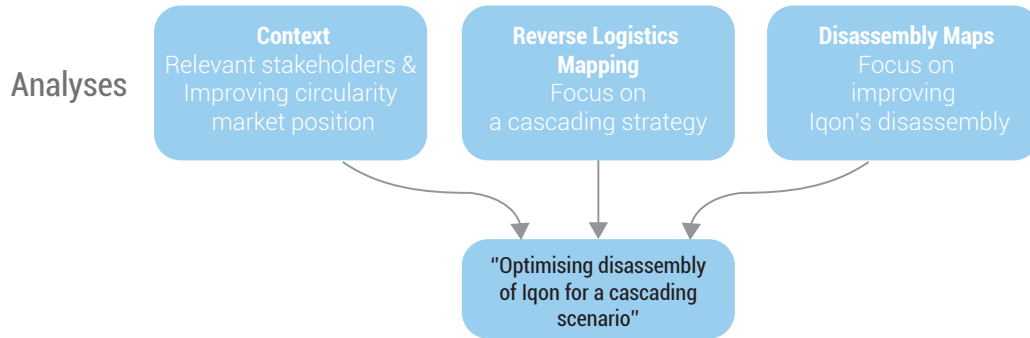 Analyses
Context
Relevant stakeholders &
Improving circularity
market position
Reverse Logistics
Mapping
Focus on
a cascading strategy
Disassembly Maps
Focus on
improving
Iqon's disassembly
"Optimising disassembly
of Iqon for a cascading
scenario"